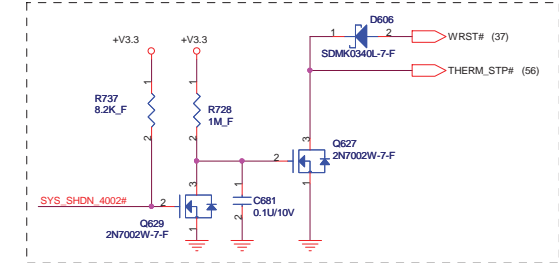 D606
+V3.3
+V3.3
1
2
WRST# (37)
SDMK0340L-7-F
THERM_STP# (56)
1
1
R737
8.2K_F
R728
1M_F
2
2
3
Q627
2N7002W-7-F
2
1
3
1
C681
0.1U/10V
2
SYS_SHDN_4002#
2
Q629
2N7002W-7-F
1